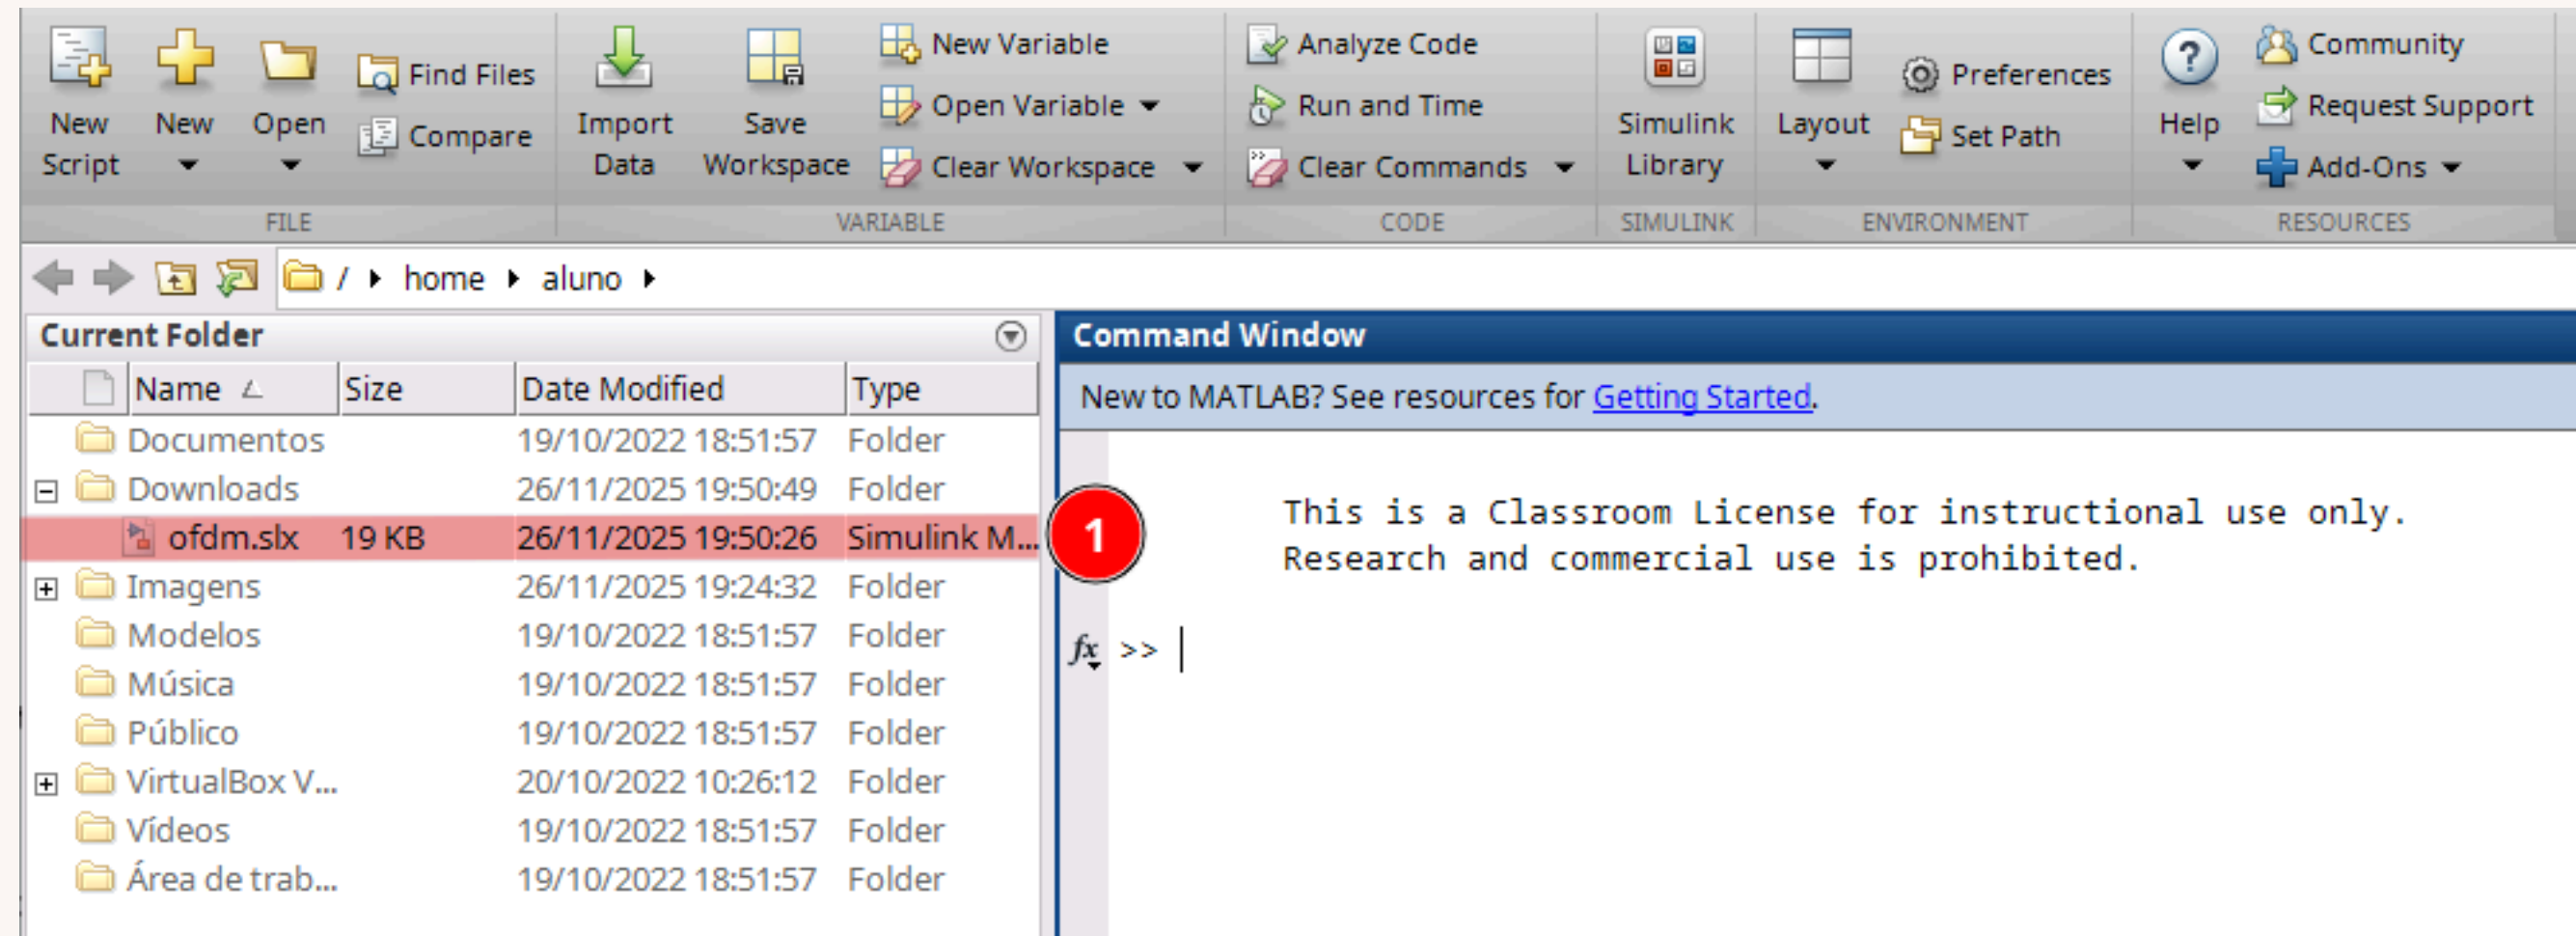 New Script
New
Open
Find Files
Compare
FILE
Import Data
Save Workspace
New Variable
Open Variable
Clear Workspace
VARIABLE
Analyze Code
Run and Time
Clear Commands
CODE
Simulink Library
SIMULINK
Layout
Preferences
Set Path
ENVIRONMENT
? Help
Community
Request Support
Add-Ons
RESOURCES
/ home aluno
Current Folder
Name Size Date Modified Type
Documentos 19/10/2022 18:51:57 Folder
Downloads 26/11/2025 19:50:49 Folder
ofdm.slx 19 KB 26/11/2025 19:50:26 Simulink M...
Imagens 26/11/2025 19:24:32 Folder
Modelos 19/10/2022 18:51:57 Folder
Música 19/10/2022 18:51:57 Folder
Público 19/10/2022 18:51:57 Folder
VirtualBox V... 20/10/2022 10:26:12 Folder
Vídeos 19/10/2022 18:51:57 Folder
Área de trab... 19/10/2022 18:51:57 Folder
1
Command Window
New to MATLAB? See resources for Getting Started.
This is a Classroom License for instructional use only.
Research and commercial use is prohibited.
fx >>